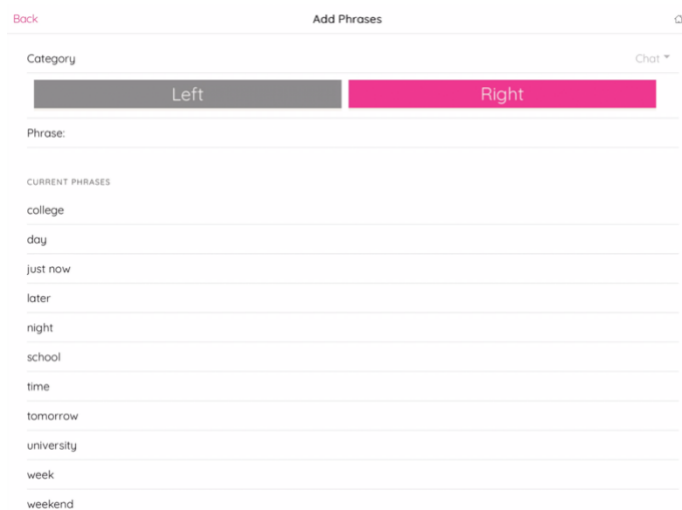 Back Add Phrases
Category Chat
Left Right
Phrase:
CURRENT PHRASES
college
day
just now
later
night
school
time
tomorrow
university
week
weekend